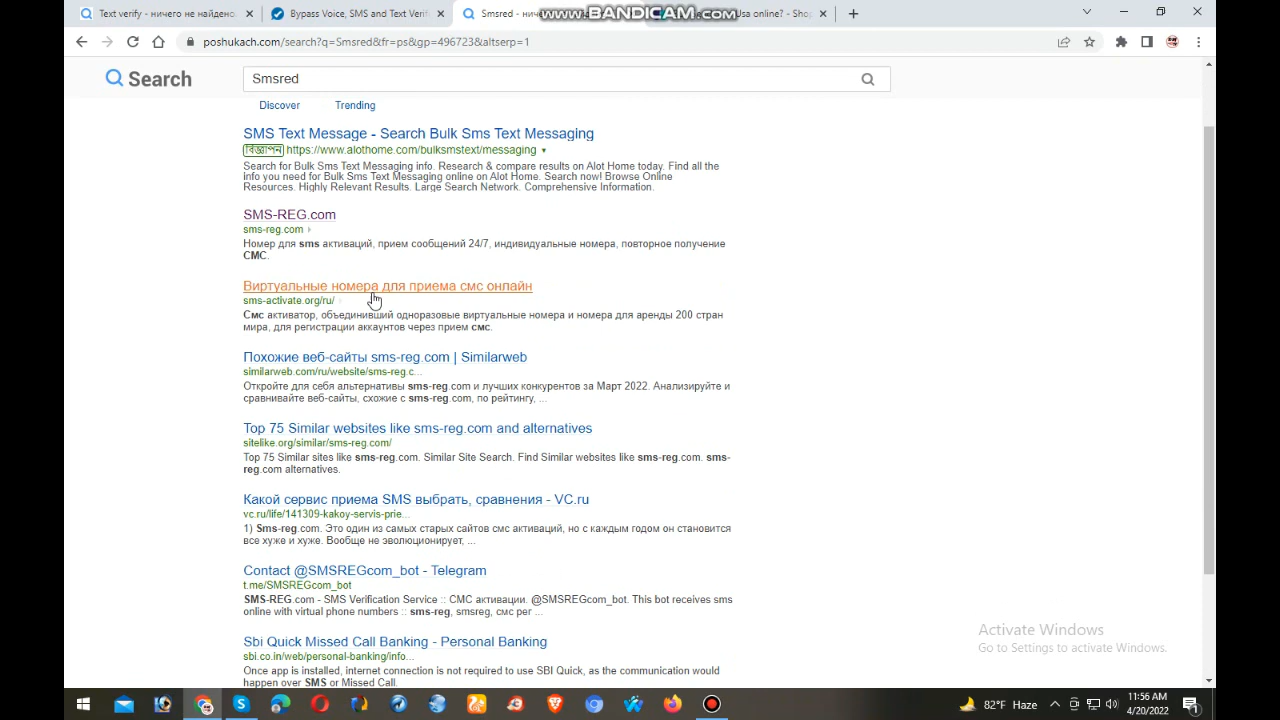 Text verify - ничего не найдено
Bypass Voice, SMS and Text Verif
Smsred - нич
www.BANDICAM.com
Usa online? - Sho
poshukach.com/search?q=Smsred&fr=ps&gp=496723&altserp=1
Search
Smsred
Discover
Trending
SMS Text Message - Search Bulk Sms Text Messaging
বিজ্ঞাপন https://www.alothome.com/bulksmstext/messaging
Search for Bulk Sms Text Messaging info. Research & compare results on Alot Home today. Find all the
info you need for Bulk Sms Text Messaging online on Alot Home. Search now! Browse Online
Resources. Highly Relevant Results. Large Search Network. Comprehensive Information.
SMS-REG.com
sms-reg.com
Номер для sms активаций, прием сообщений 24/7, индивидуальные номера, повторное получение
СМС.
Виртуальные номера для приема смс онлайн
sms-activate.org/ru/
Смс активатор, объединивший одноразовые виртуальные номера и номера для аренды 200 стран
мира, для регистрации аккаунтов через прием смс.
Похожие веб-сайты sms-reg.com | Similarweb
similarweb.com/ru/website/sms-reg.c...
Откройте для себя альтернативы sms-reg.com и лучших конкурентов за Март 2022. Анализируйте и
сравнивайте веб-сайты, схожие с sms-reg.com, по рейтингу, ...
Top 75 Similar websites like sms-reg.com and alternatives
sitelike.org/similar/sms-reg.com/
Top 75 Similar sites like sms-reg.com. Similar Site Search. Find Similar websites like sms-reg.com. sms-
reg.com alternatives.
Какой сервис приема SMS выбрать, сравнения - VC.ru
vc.ru/life/141309-kakoy-servis-prie...
1) Sms-reg.com. Это один из самых старых сайтов смс активаций, но с каждым годом он становится
все хуже и хуже. Вообще не эволюционирует, ...
Contact @SMSREGcom_bot - Telegram
t.me/SMSREGcom_bot
SMS-REG.com - SMS Verification Service :: СМС активации. @SMSREGcom_bot. This bot receives sms
online with virtual phone numbers :: sms-reg, smsreg, смс рег ...
Sbi Quick Missed Call Banking - Personal Banking
sbi.co.in/web/personal-banking/info...
Once app is installed, internet connection is not required to use SBI Quick, as the communication would
happen over SMS or Missed Call.
Activate Windows
Go to Settings to activate Windows.
82°F Haze
11:56 AM
4/20/2022
1